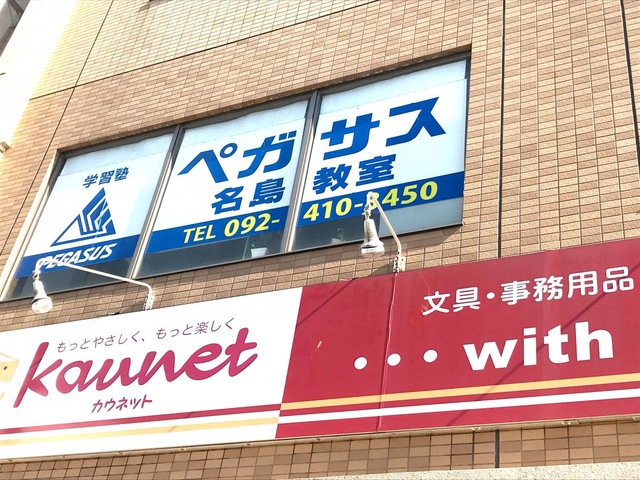 学習塾
PEGASUS
ペガサス
名島教室
TEL 092-410-8450
もっとやさしく、もっと楽しく
kaunet
カウネット
文具・事務用品
・・・with